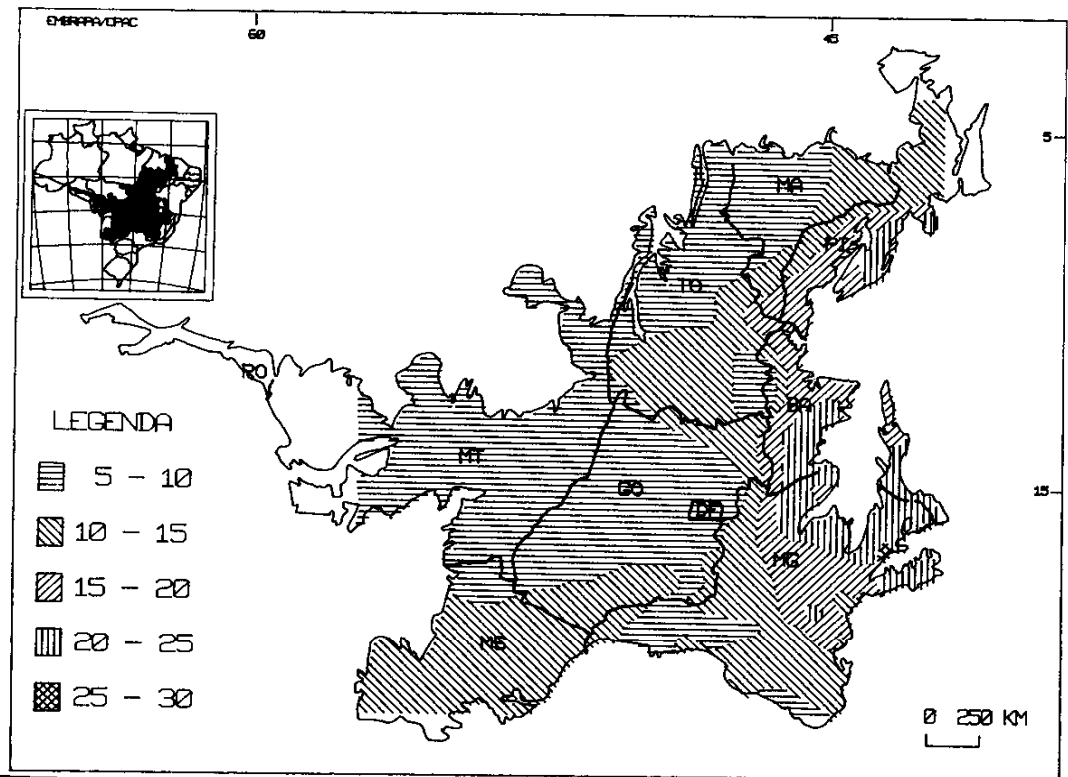 EMBRAPA/CPAC
60
45
5
15
MA
PI
TO
RO
BA
MT
GO
DF
MG
MS
LEGENDA
5 - 10
10 - 15
15 - 20
20 - 25
25 - 30
0 250 KM